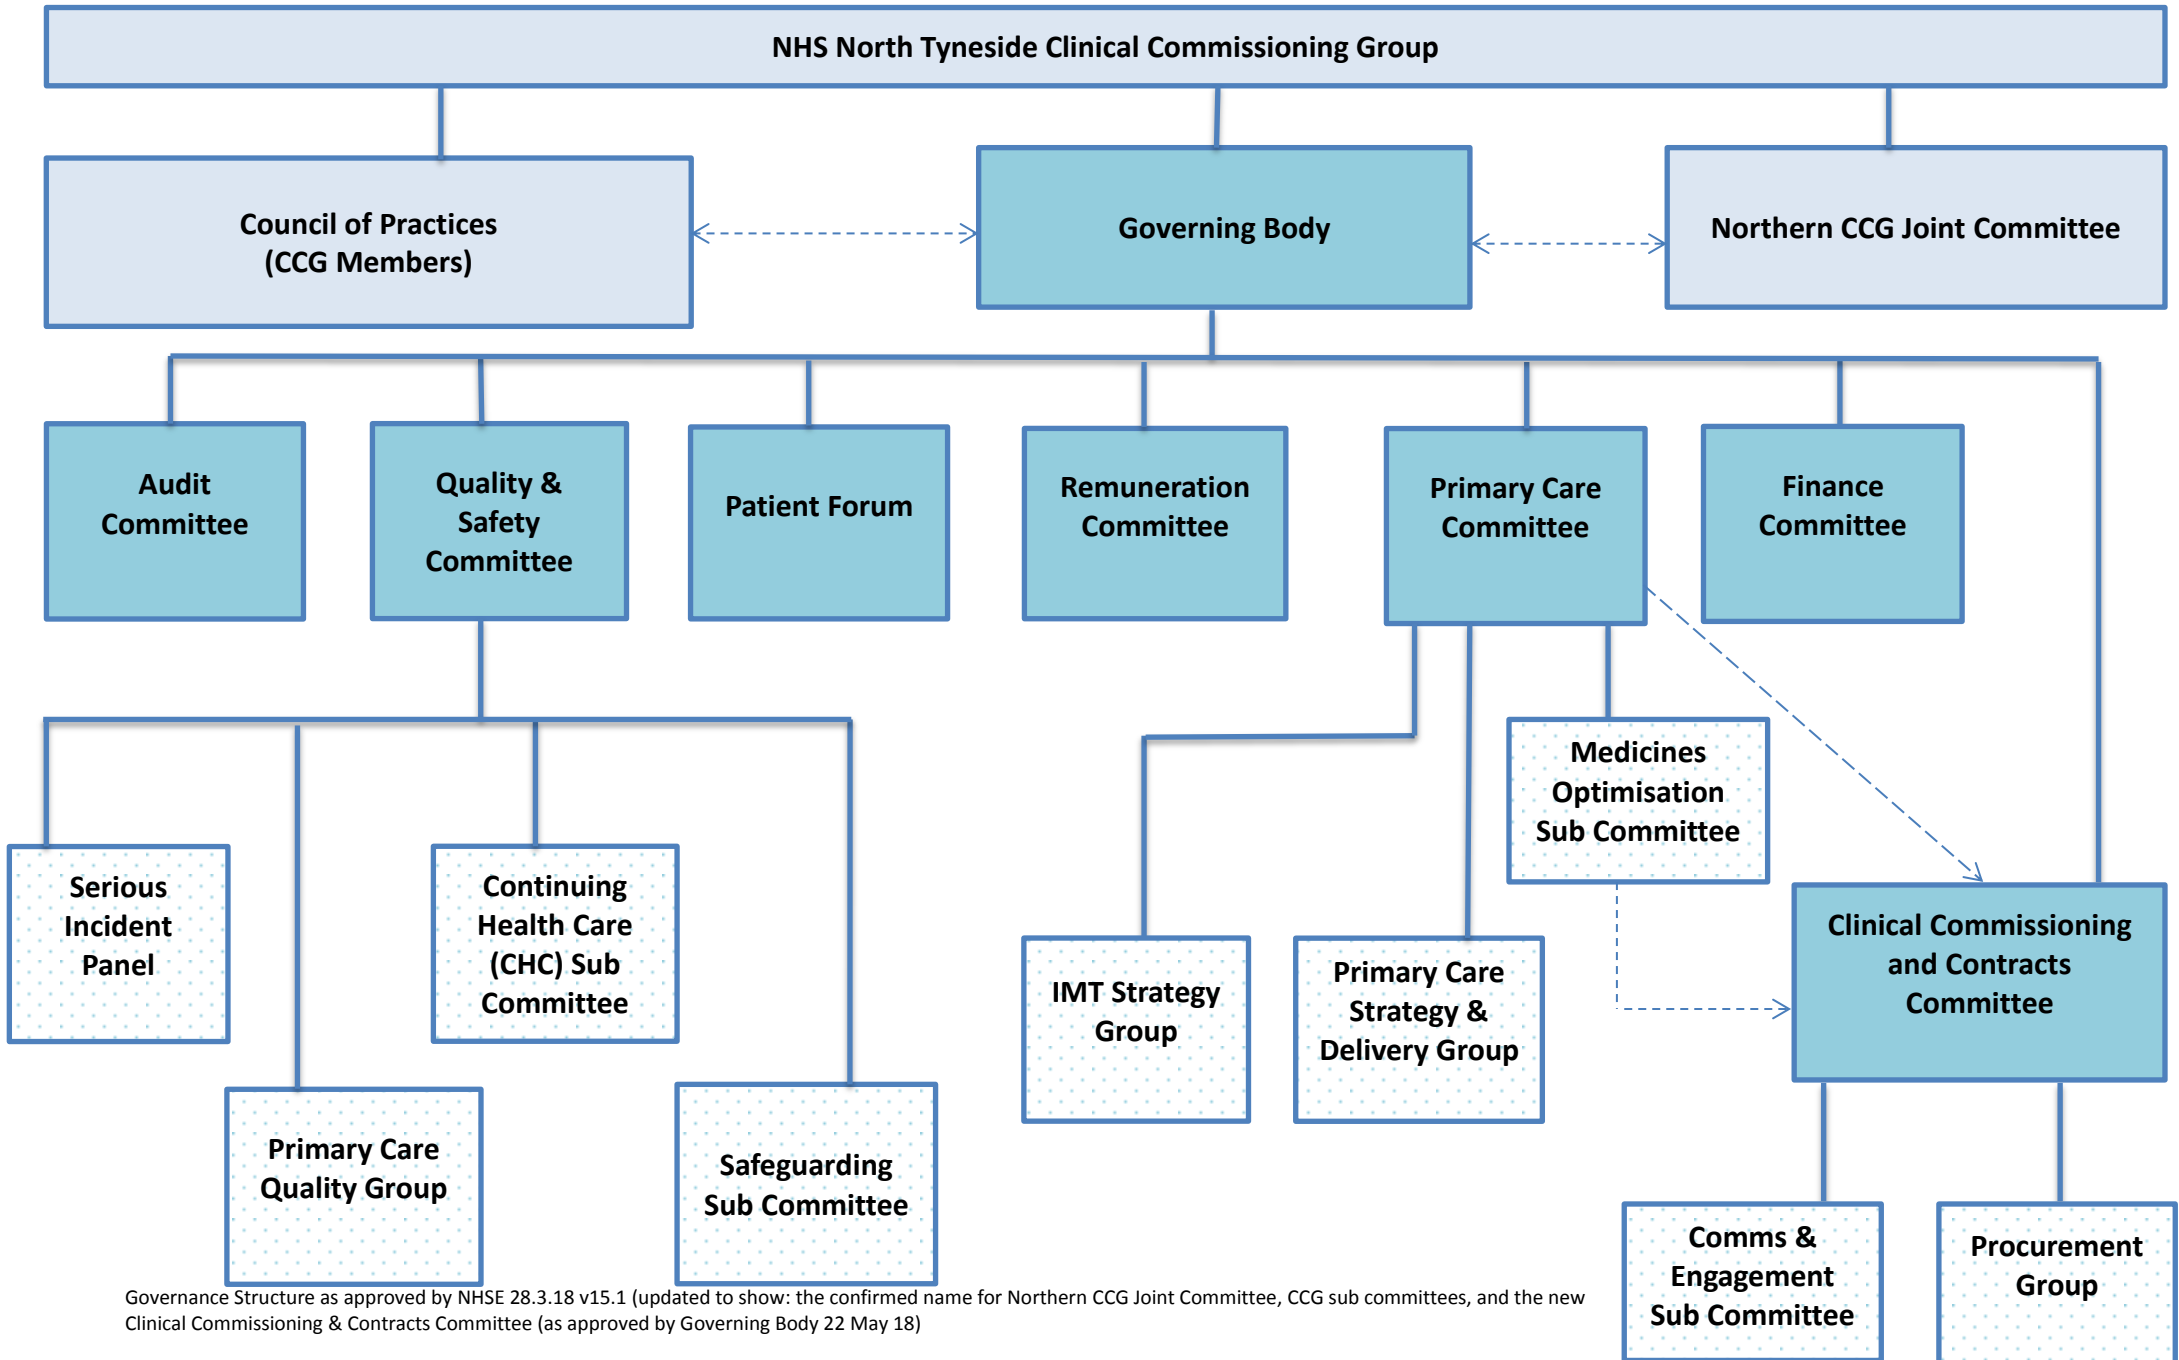 NHS North Tyneside Clinical Commissioning Group
Council of Practices
(CCG Members)
Governing Body
Northern CCG Joint Committee
Audit
Committee
Quality &
Safety
Committee
Patient Forum
Remuneration
Committee
Primary Care
Committee
Finance
Committee
Medicines
Optimisation
Sub Committee
Serious
Incident
Panel
Continuing
Health Care
(CHC) Sub
Committee
IMT Strategy
Group
Primary Care
Strategy &
Delivery Group
Clinical Commissioning
and Contracts
Committee
Primary Care
Quality Group
Safeguarding
Sub Committee
Comms &
Engagement
Sub Committee
Procurement
Group
Governance Structure as approved by NHSE 28.3.18 v15.1 (updated to show: the confirmed name for Northern CCG Joint Committee, CCG sub committees, and the new
Clinical Commissioning & Contracts Committee (as approved by Governing Body 22 May 18)